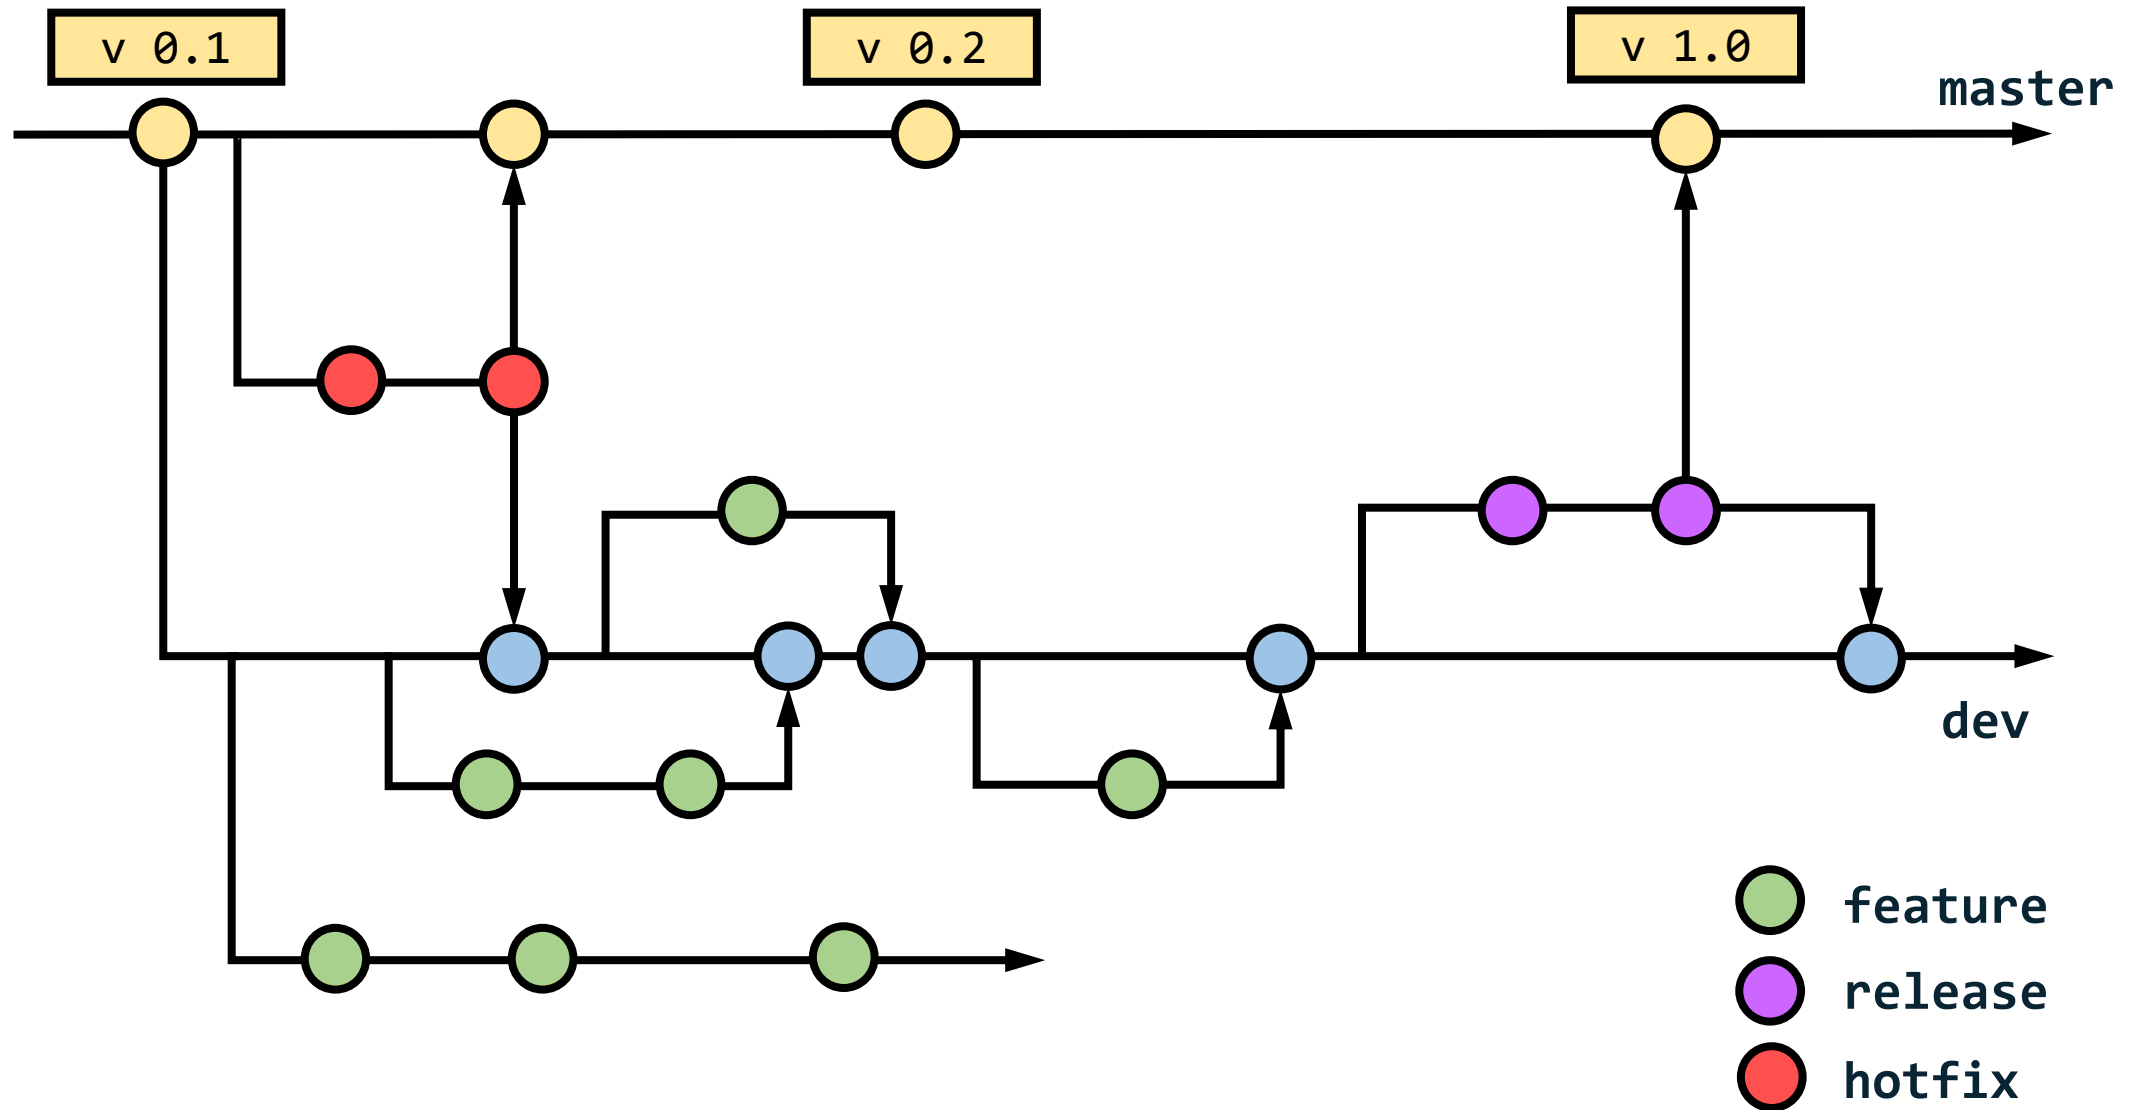 v 0.1
v 0.2
v 1.0
master
dev
feature
release
hotfix